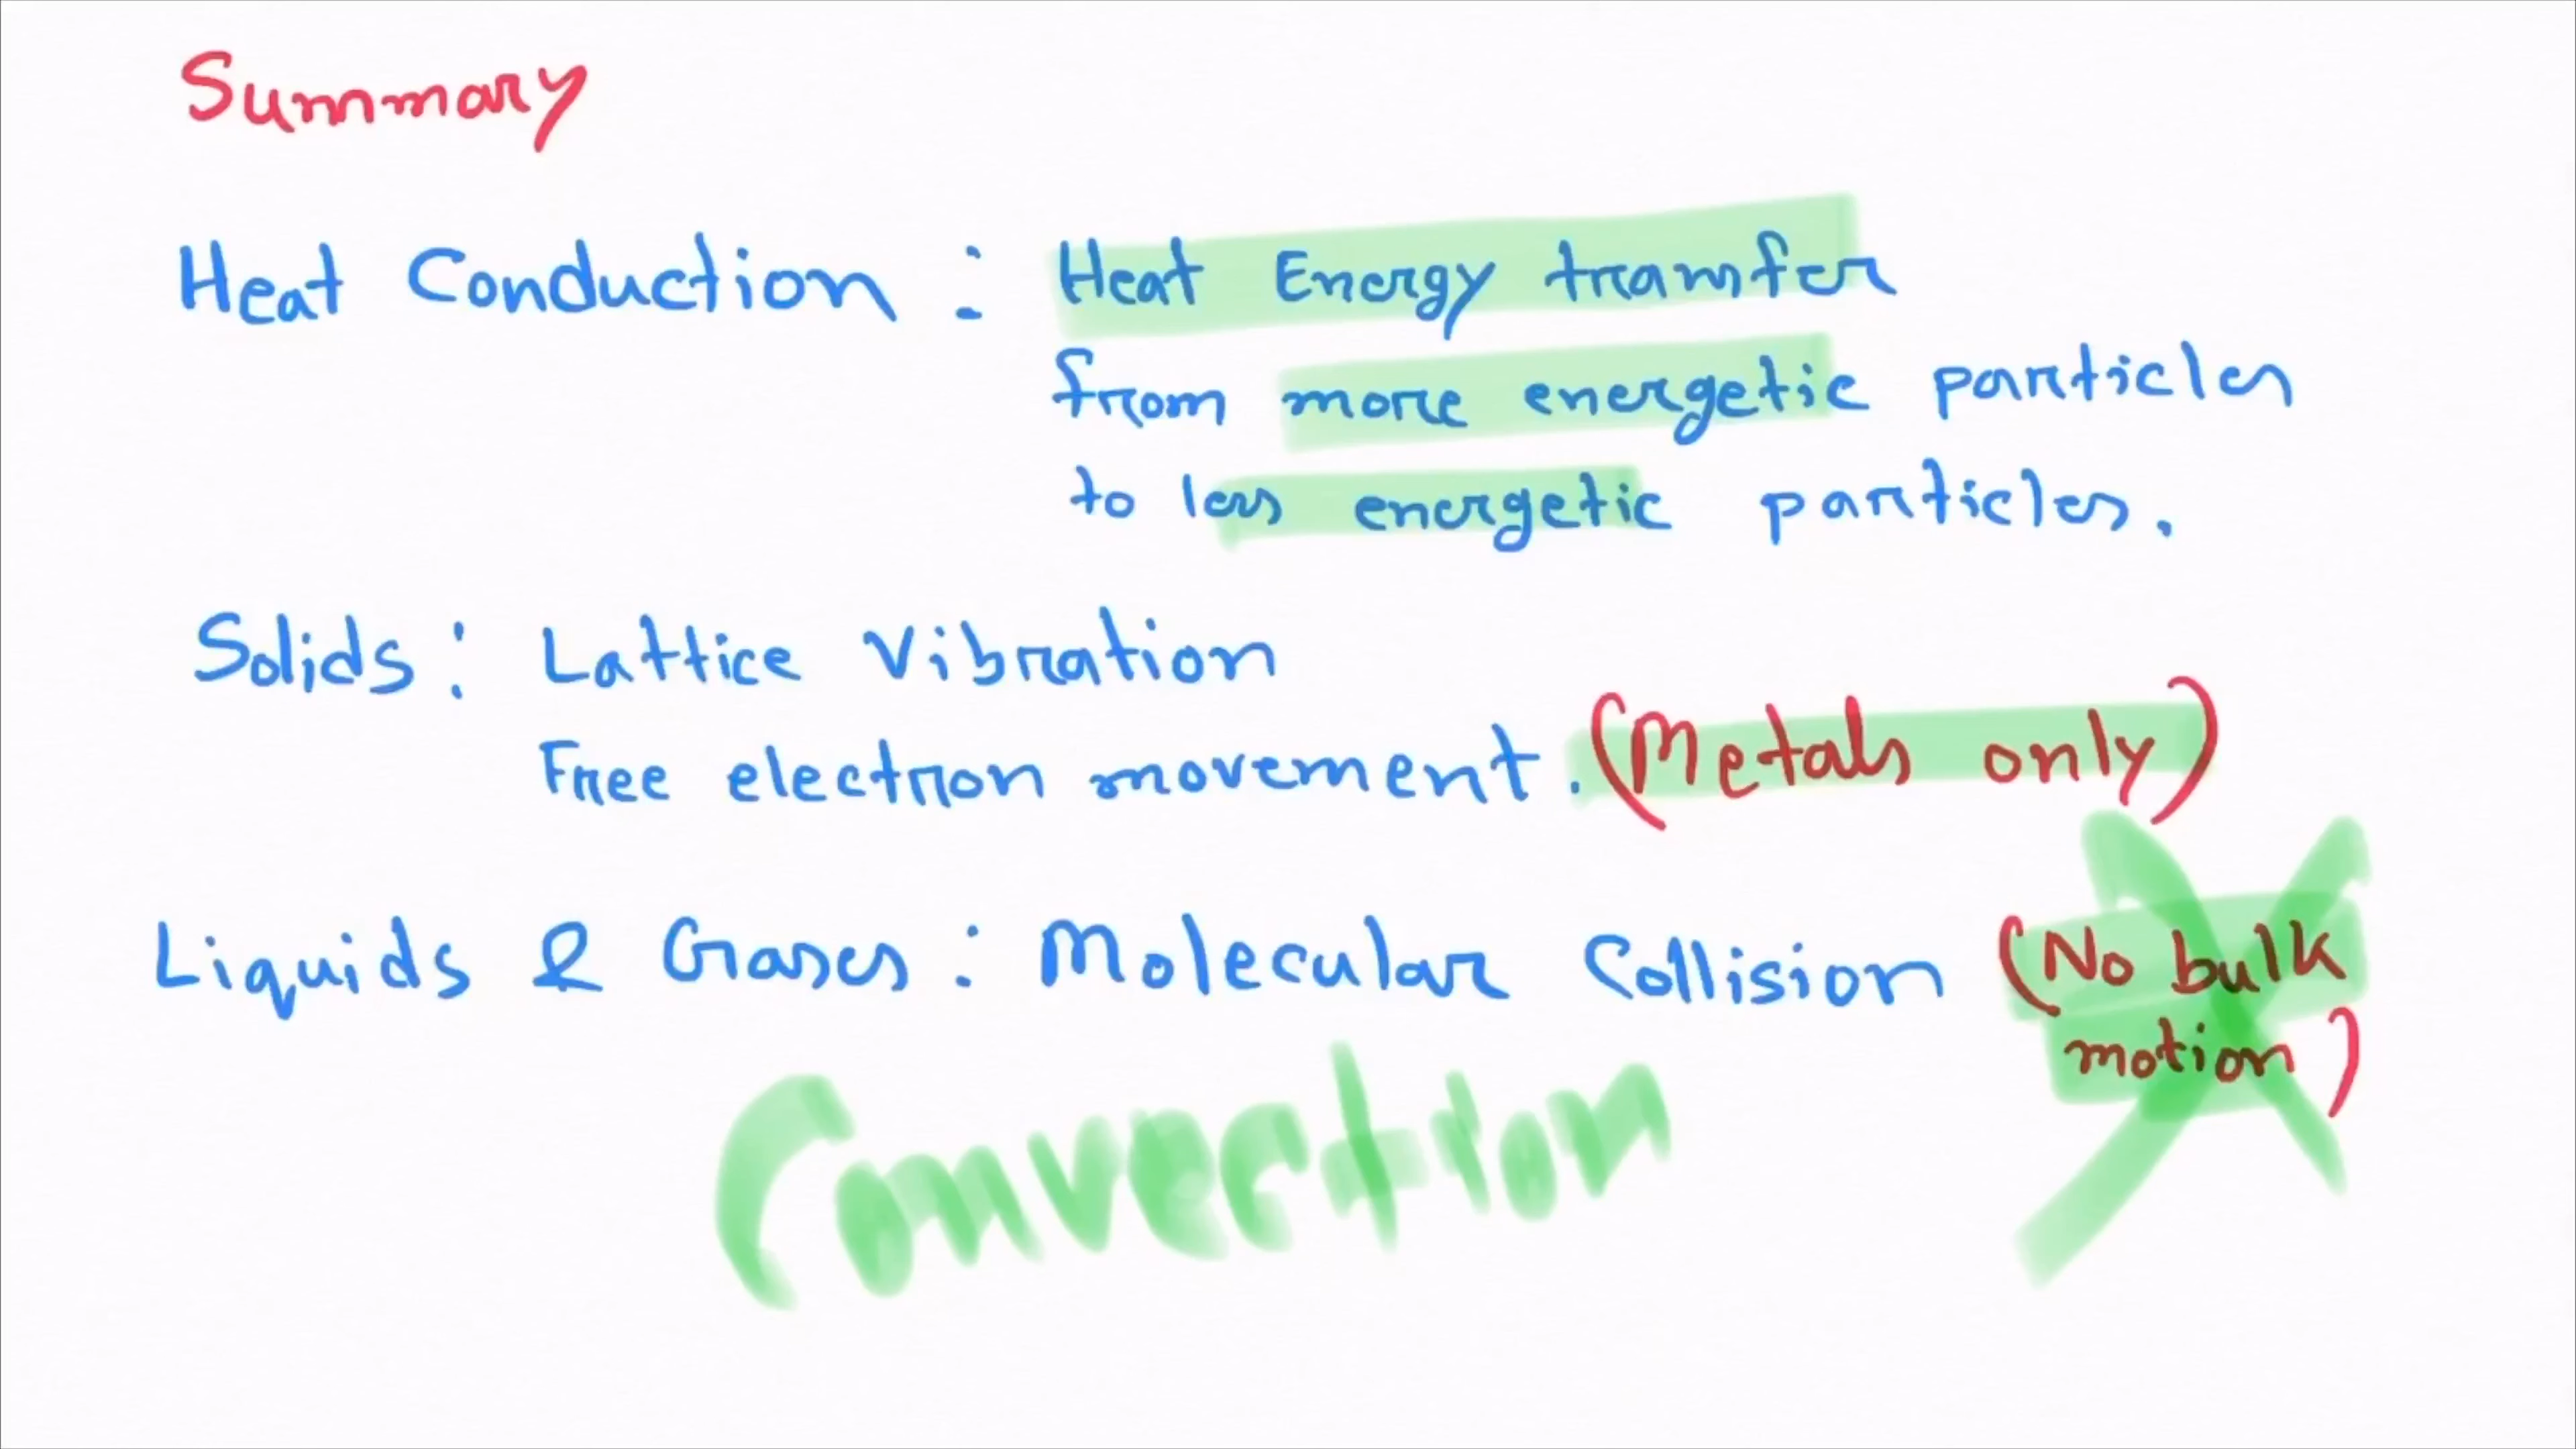 Summary
Heat Conduction : Heat Energy transfer
from more energetic particles
to less energetic particles.
Solids : Lattice Vibration
Free electron movement. (Metals only)
Liquids & Gases : Molecular Collision (No bulk
motion)
Convection